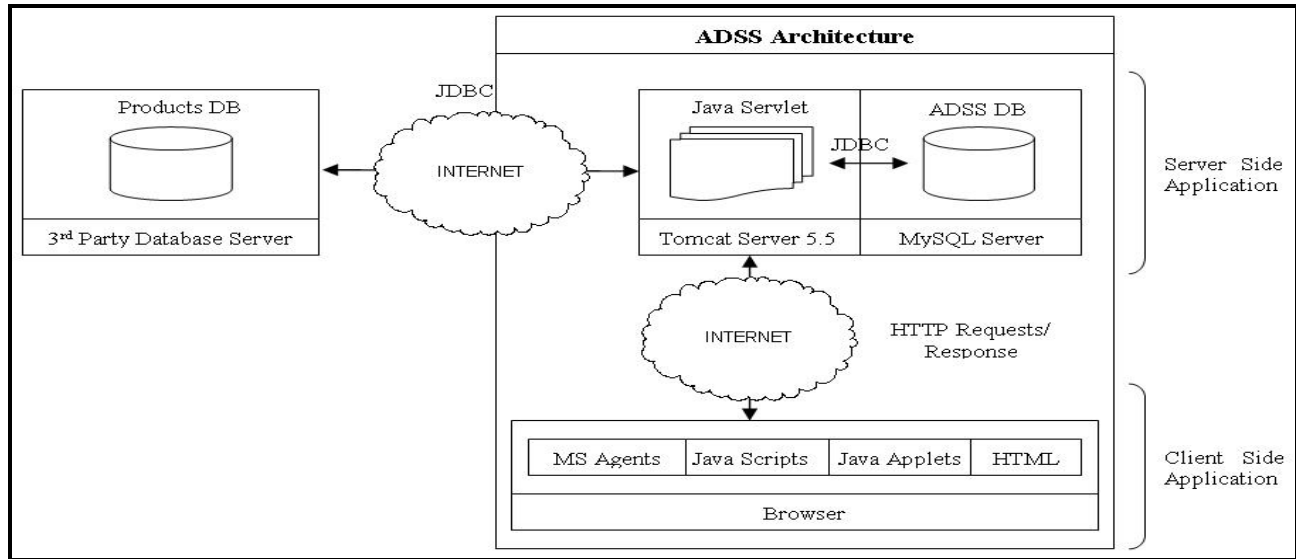 ADSS Architecture
JDBC
Products DB
3rd Party Database Server
INTERNET
Java Servlet
JDBC
ADSS DB
Tomcat Server 5.5
MySQL Server
Server Side
Application
INTERNET
HTTP Requests/
Response
MS Agents
Java Scripts
Java Applets
HTML
Browser
Client Side
Application